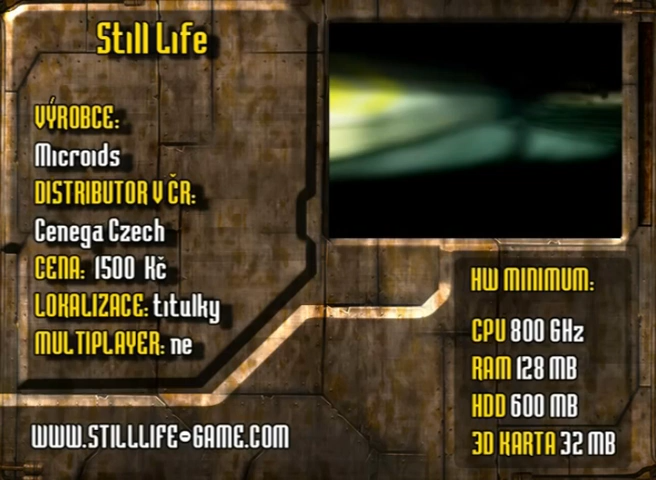 Still Life
VÝROBCE:
Microids
DISTRIBUTOR V ČR:
Cenega Czech
CENA: 1500 Kč
LOKALIZACE: titulky
MULTIPLAYER: ne
WWW.STILLLIFE-GAME.COM
HW MINIMUM:
CPU 800 GHz
RAM 128 MB
HDD 600 MB
3D KARTA 32 MB